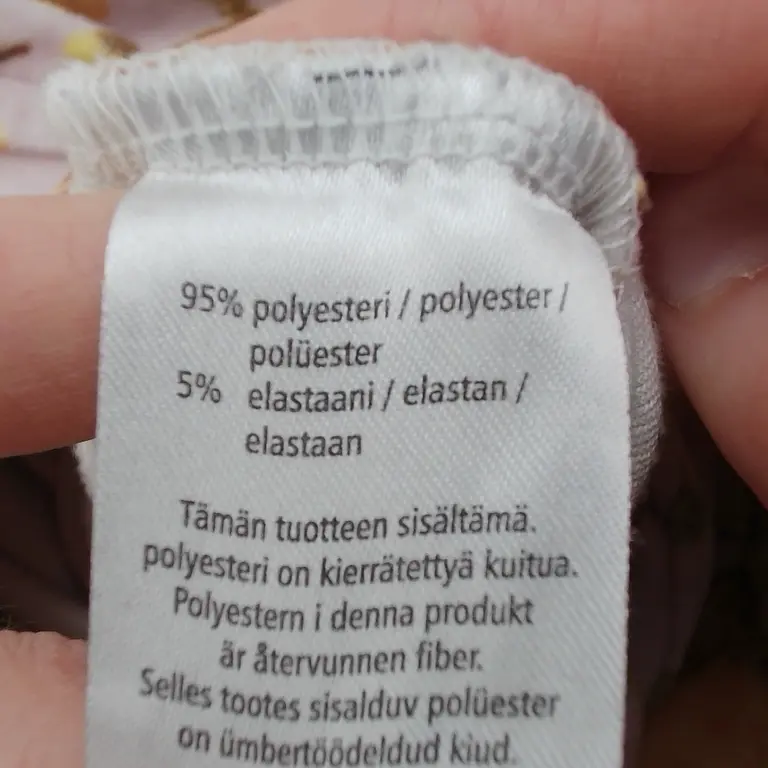 95% polyesteri / polyester /
polüester
5% elastaani / elastan /
elastaan
Tämän tuotteen sisältämä.
polyesteri on kierrätettyä kuitua.
Polyestern i denna produkt
är återvunnen fiber.
Selles tootes sisalduv polüester
on ümbertöödeldud kiud.